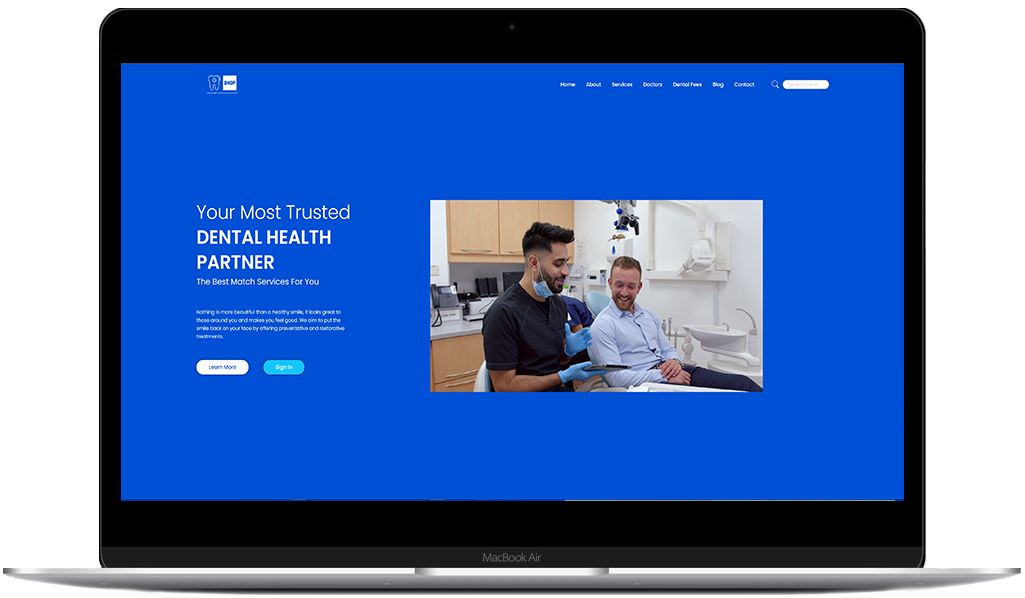 SHOP
Home About Services Doctors Dental Fees Blog Contact
Your Most Trusted
DENTAL HEALTH
PARTNER
The Best Match Services For You
Nothing is more beautiful than a healthy smile, it looks great to
those around you and makes you feel good. We aim to put the
smile back on your face by offering preventative and restorative
treatments.
Learn More Sign In
MacBook Air